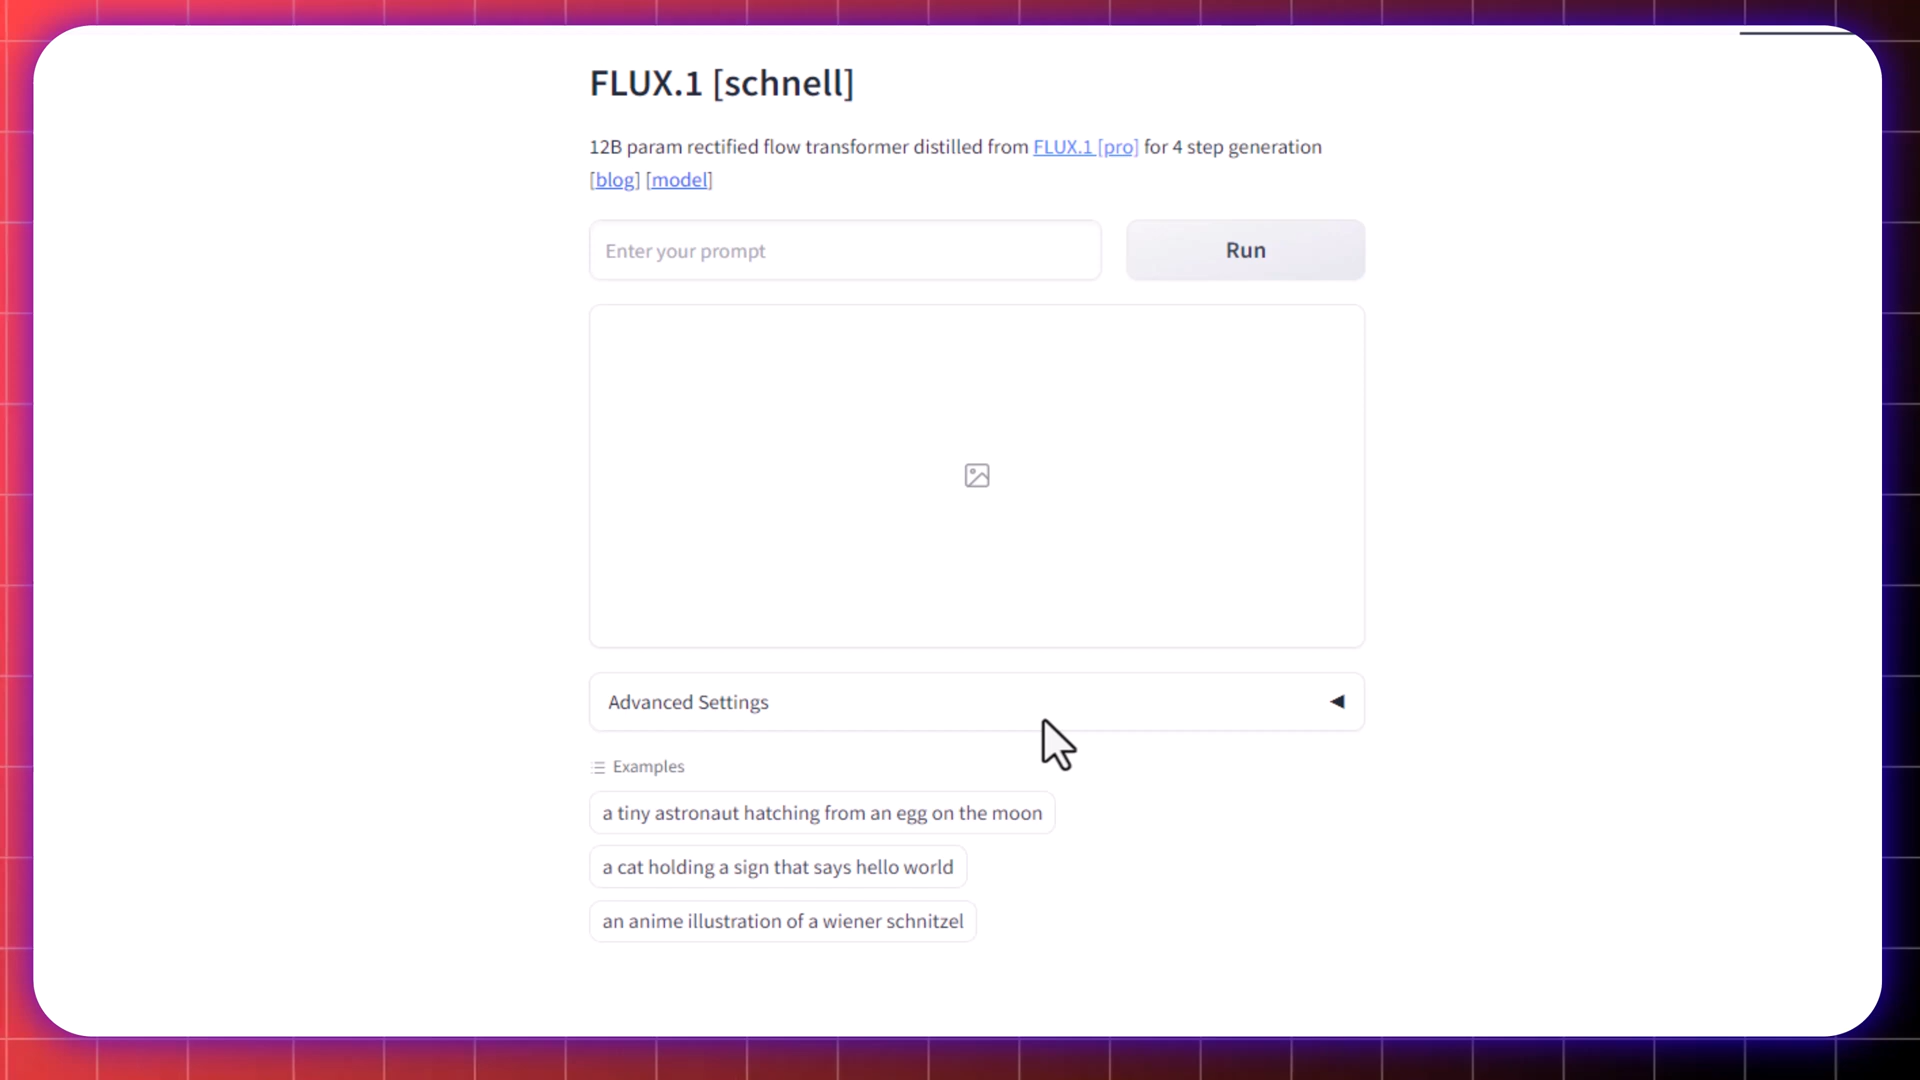 FLUX.1 [schnell]
12B param rectified flow transformer distilled from FLUX.1 [pro] for 4 step generation
[blog] [model]
Enter your prompt
Run
Advanced Settings
Examples
a tiny astronaut hatching from an egg on the moon
a cat holding a sign that says hello world
an anime illustration of a wiener schnitzel